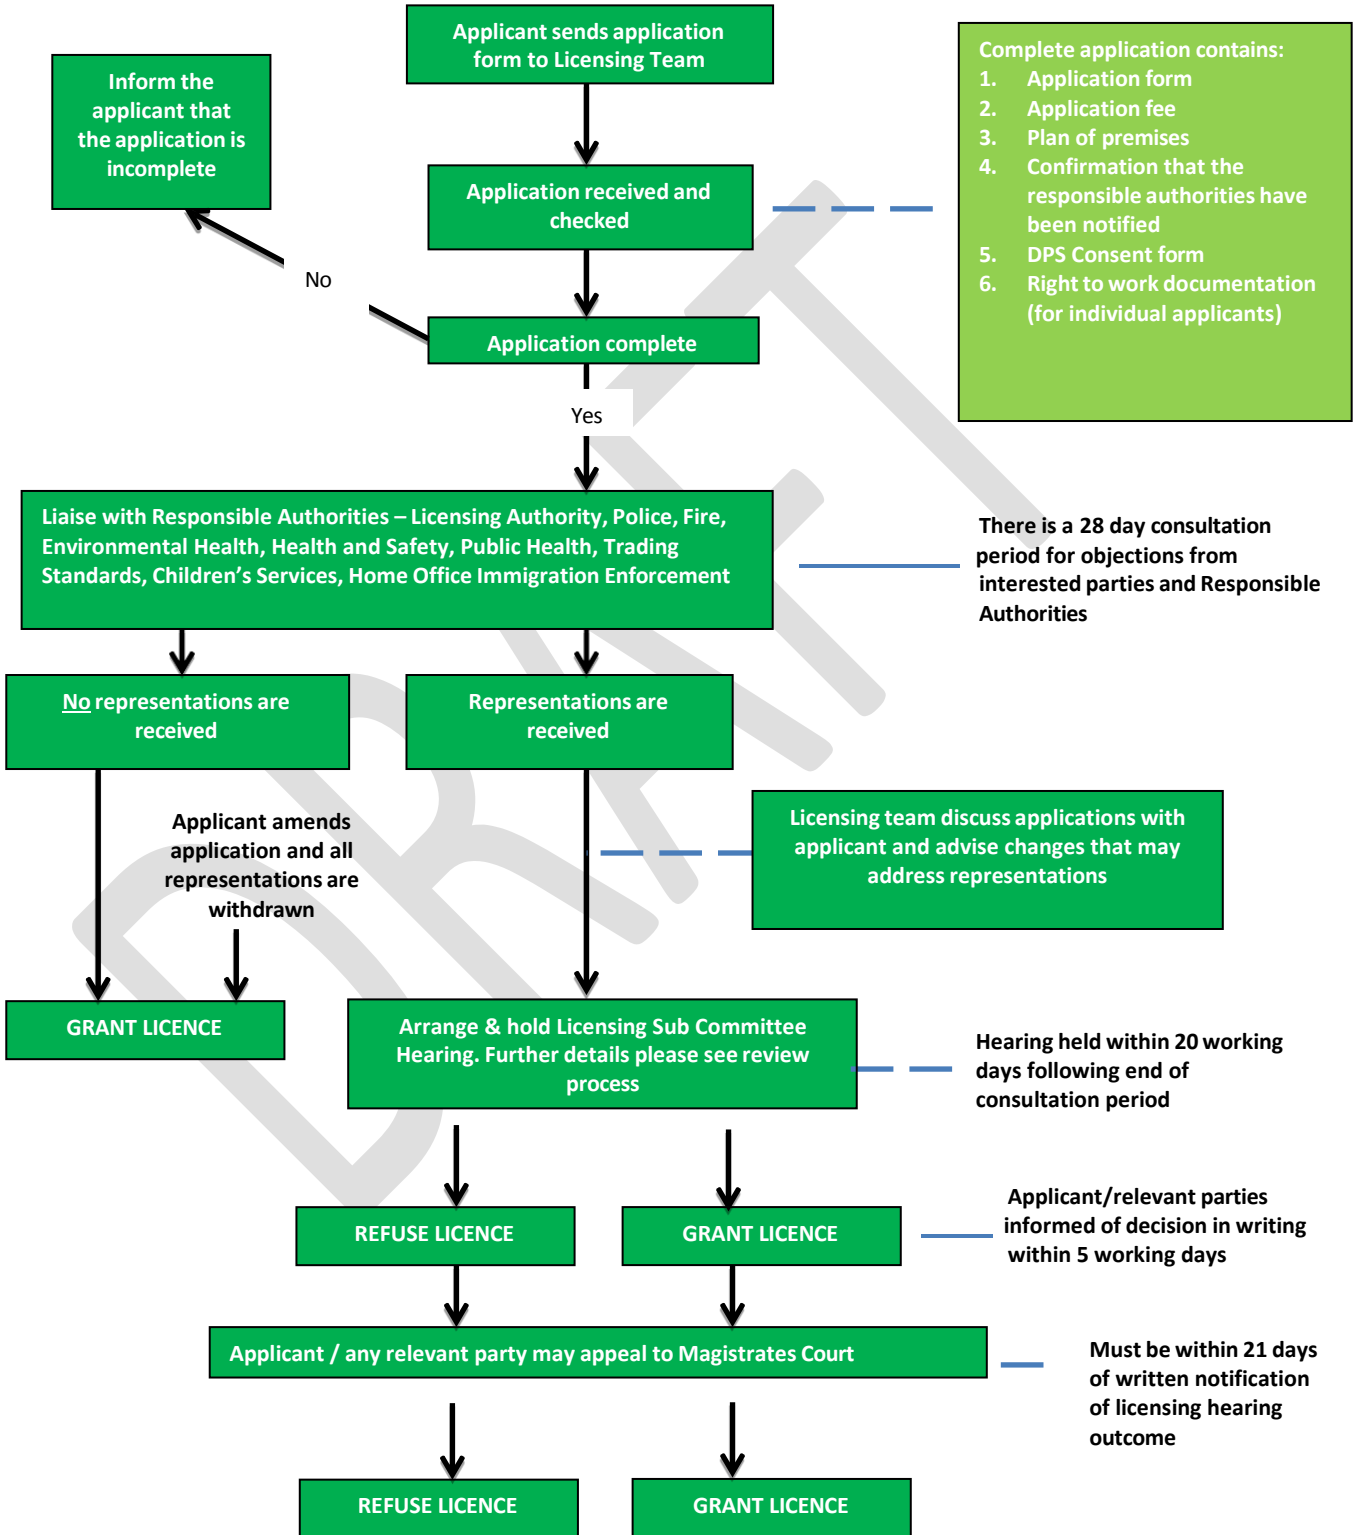 Applicant sends application
form to Licensing Team
Complete application contains:
1. Application form
2. Application fee
3. Plan of premises
4. Confirmation that the
responsible authorities have
been notified
5. DPS Consent form
6. Right to work documentation
(for individual applicants)
Inform the
applicant that
the application is
incomplete
Application received and
checked
No
Application complete
Yes
Liaise with Responsible Authorities – Licensing Authority, Police, Fire,
Environmental Health, Health and Safety, Public Health, Trading
Standards, Children’s Services, Home Office Immigration Enforcement
There is a 28 day consultation
period for objections from
interested parties and Responsible
Authorities
No representations are
received
Representations are
received
Applicant amends
application and all
representations are
withdrawn
Licensing team discuss applications with
applicant and advise changes that may
address representations
GRANT LICENCE
Arrange & hold Licensing Sub Committee
Hearing. Further details please see review
process
Hearing held within 20 working
days following end of
consultation period
REFUSE LICENCE
GRANT LICENCE
Applicant/relevant parties
informed of decision in writing
within 5 working days
Applicant / any relevant party may appeal to Magistrates Court
Must be within 21 days
of written notification
of licensing hearing
outcome
REFUSE LICENCE
GRANT LICENCE
DRAFT